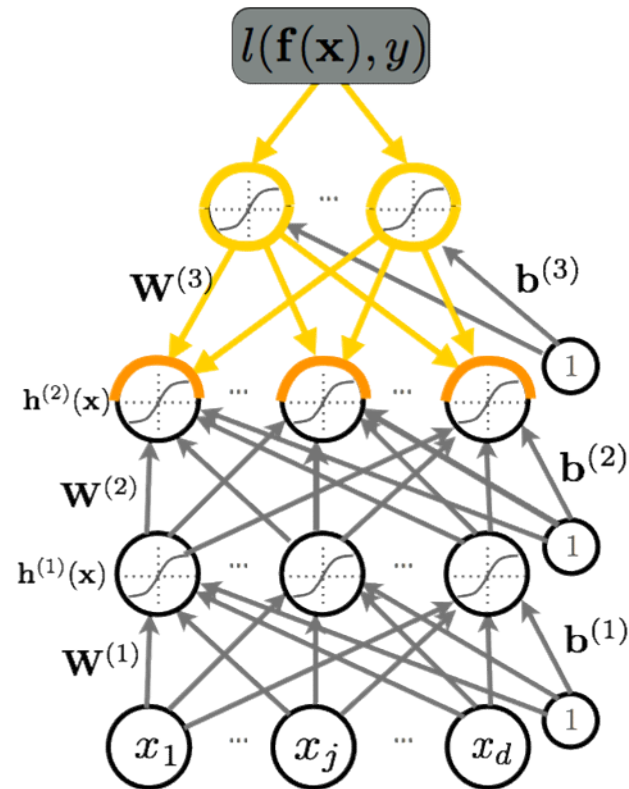 l(f(x), y)
...
W^(3)
b^(3)
1
h^(2)(x)
... ...
W^(2)
b^(2)
1
h^(1)(x)
... ...
W^(1)
b^(1)
1
x_1 ... x_j ... x_d